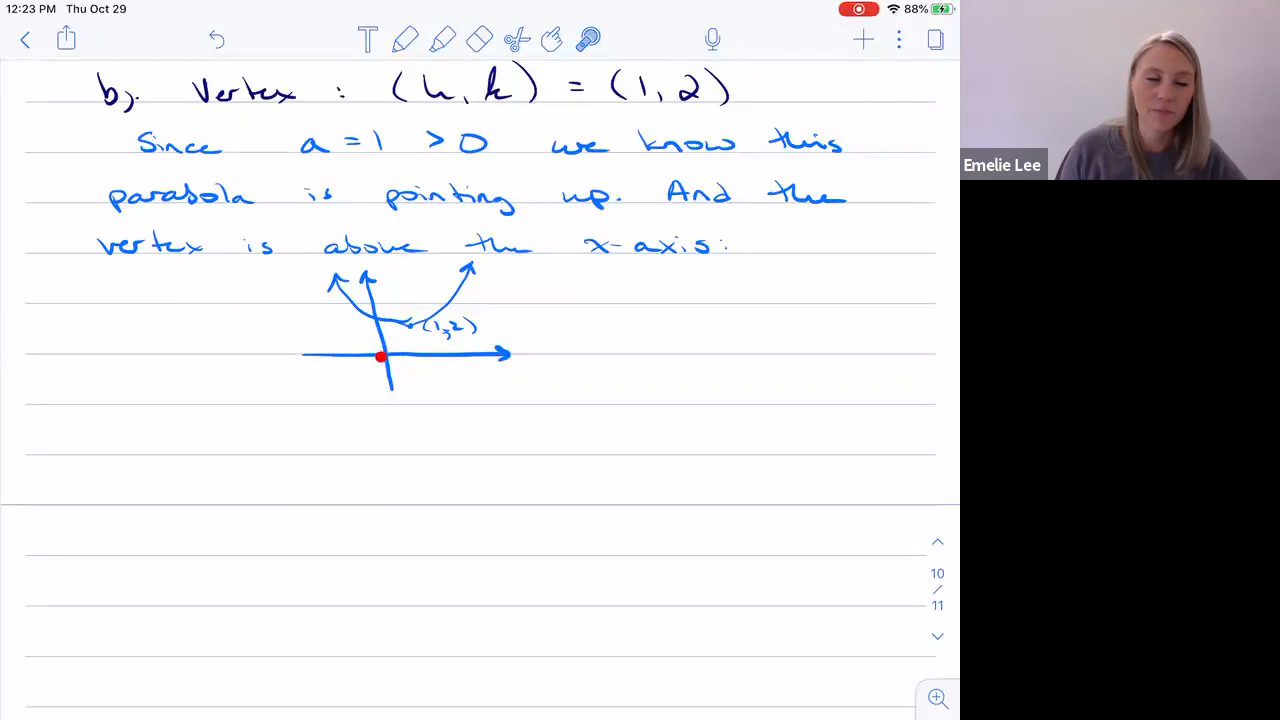 12:23 PM Thu Oct 29
88%
b). Vertex : (h, k) = (1, 2)
Since a = 1 > 0 we know this
parabola is pointing up. And the
vertex is above the x-axis:
(1,2)
Emelie Lee
T
10
/
11